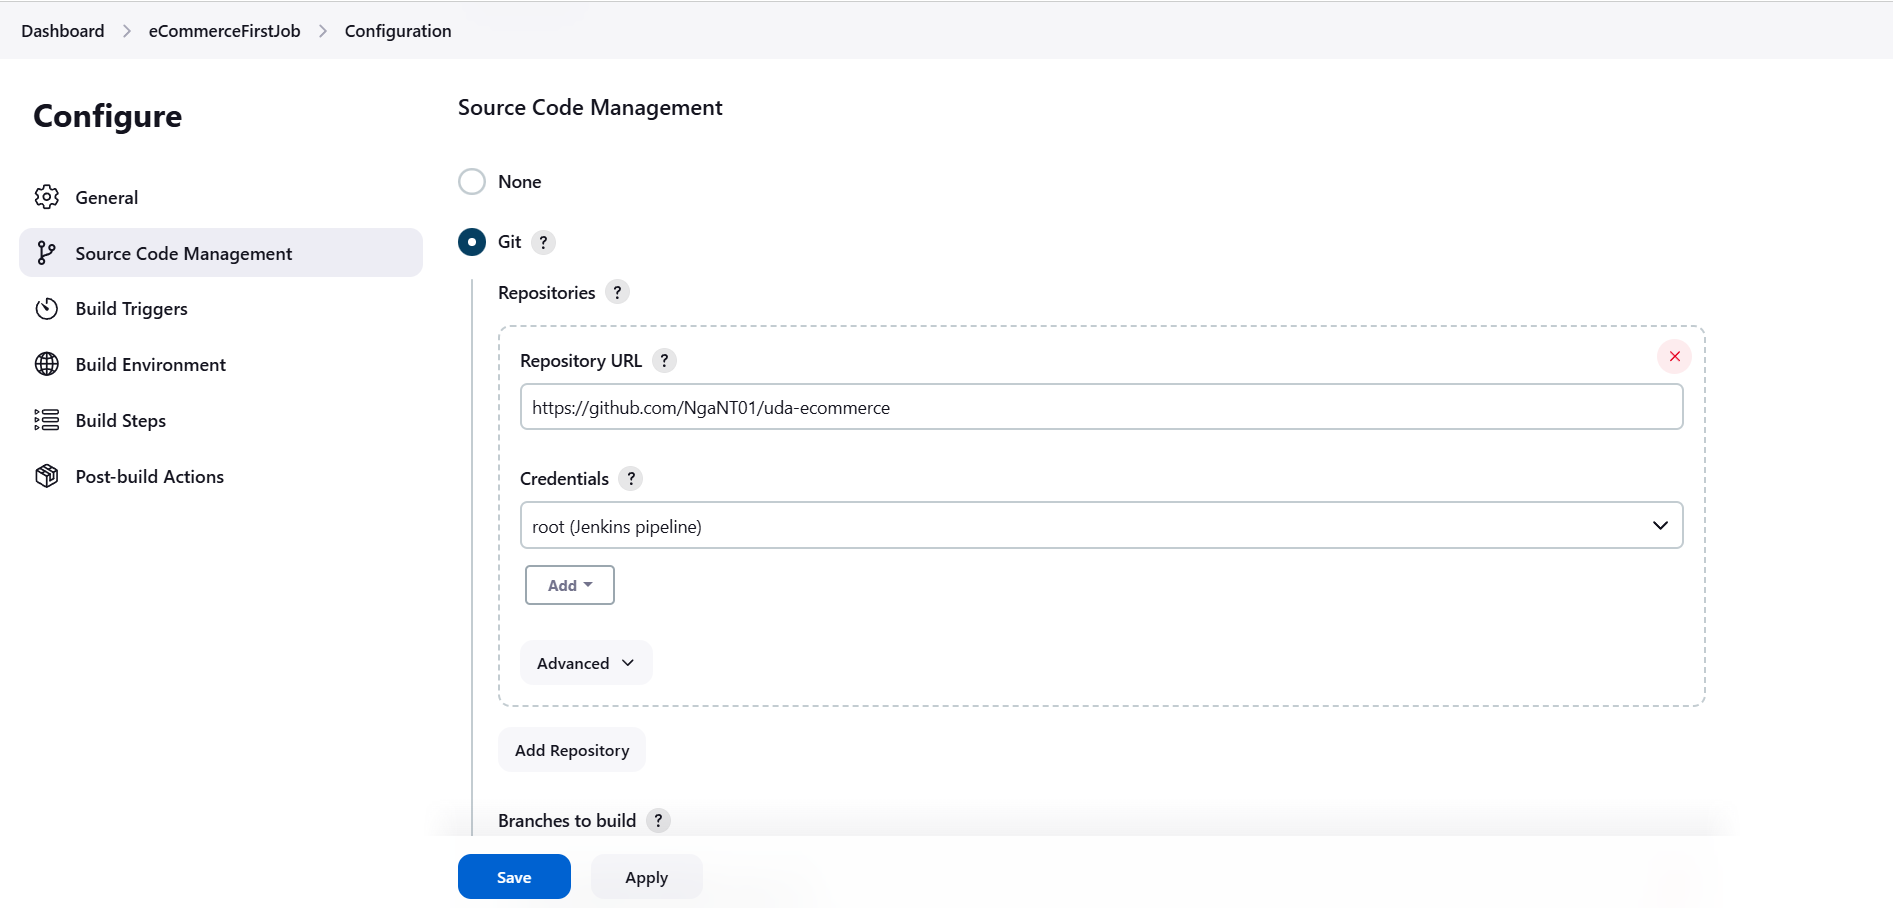 Dashboard > eCommerceFirstJob > Configuration
Configure
General
Source Code Management
Build Triggers
Build Environment
Build Steps
Post-build Actions
Source Code Management
None
Git ?
Repositories ?
Repository URL ?
https://github.com/NgaNT01/uda-ecommerce
Credentials ?
root (Jenkins pipeline)
Add
Advanced
Add Repository
Branches to build ?
Save Apply